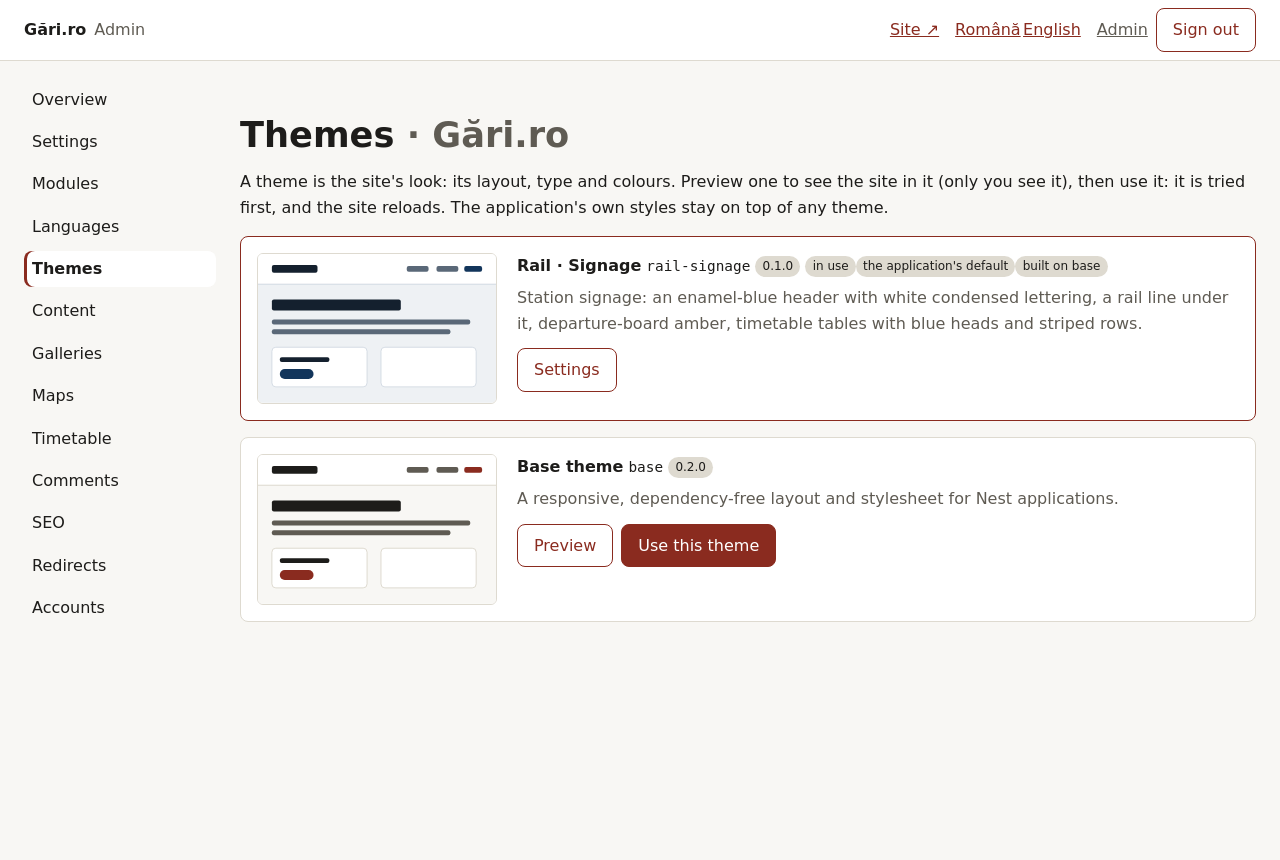 Gări.ro Admin
Site ↗ Română English Admin Sign out
Overview
Settings
Modules
Languages
Themes
Content
Galleries
Maps
Timetable
Comments
SEO
Redirects
Accounts
Themes · Gări.ro
A theme is the site's look: its layout, type and colours. Preview one to see the site in it (only you see it), then use it: it is tried
first, and the site reloads. The application's own styles stay on top of any theme.
Rail · Signage rail-signage 0.1.0 in use the application's default built on base
Station signage: an enamel-blue header with white condensed lettering, a rail line under
it, departure-board amber, timetable tables with blue heads and striped rows.
Settings
Base theme base 0.2.0
A responsive, dependency-free layout and stylesheet for Nest applications.
Preview Use this theme